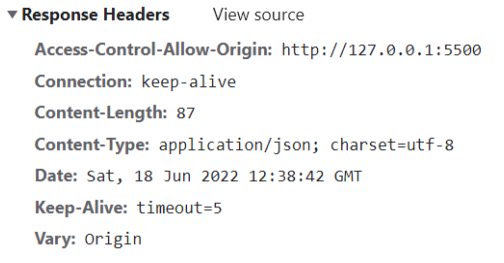 Response Headers View source
Access-Control-Allow-Origin: http://127.0.0.1:5500
Connection: keep-alive
Content-Length: 87
Content-Type: application/json; charset=utf-8
Date: Sat, 18 Jun 2022 12:38:42 GMT
Keep-Alive: timeout=5
Vary: Origin